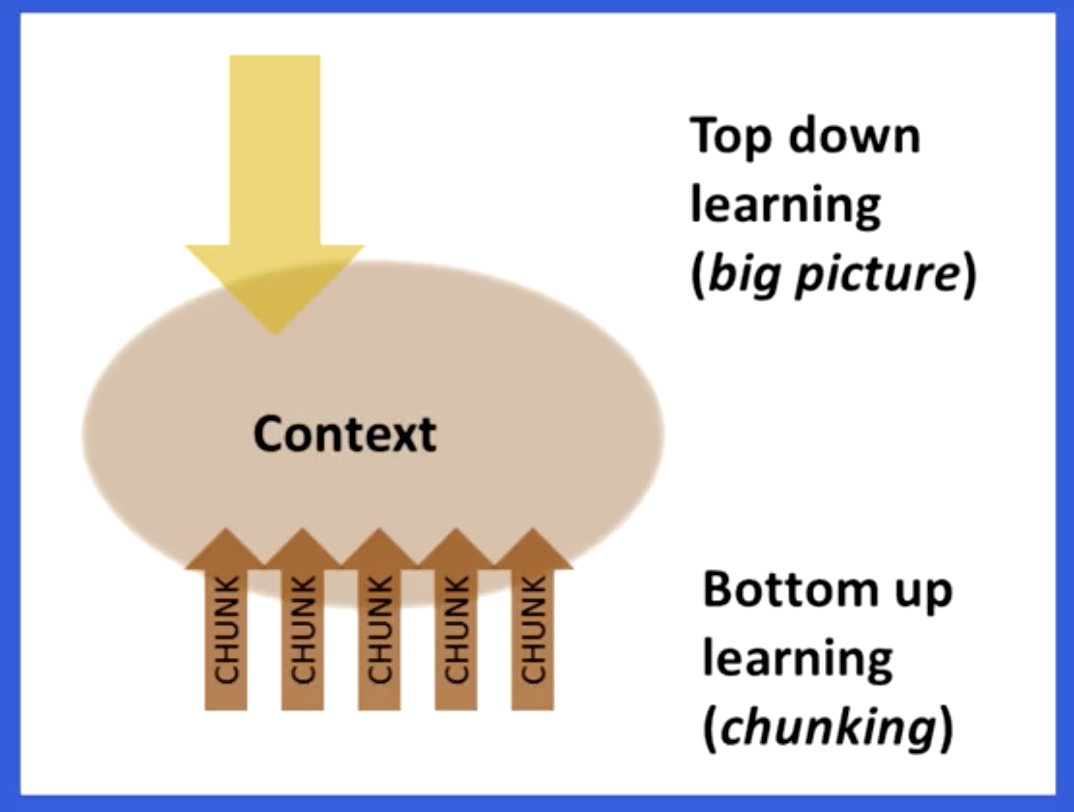 Top down
learning
(big picture)
Context
CHUNK
CHUNK
CHUNK
CHUNK
CHUNK
Bottom up
learning
(chunking)